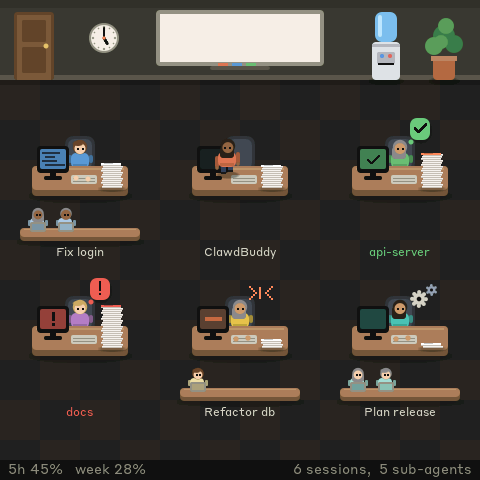 Fix login
ClawdBuddy
api-server
docs
Refactor db
Plan release
5h 45% week 28%
6 sessions, 5 sub-agents